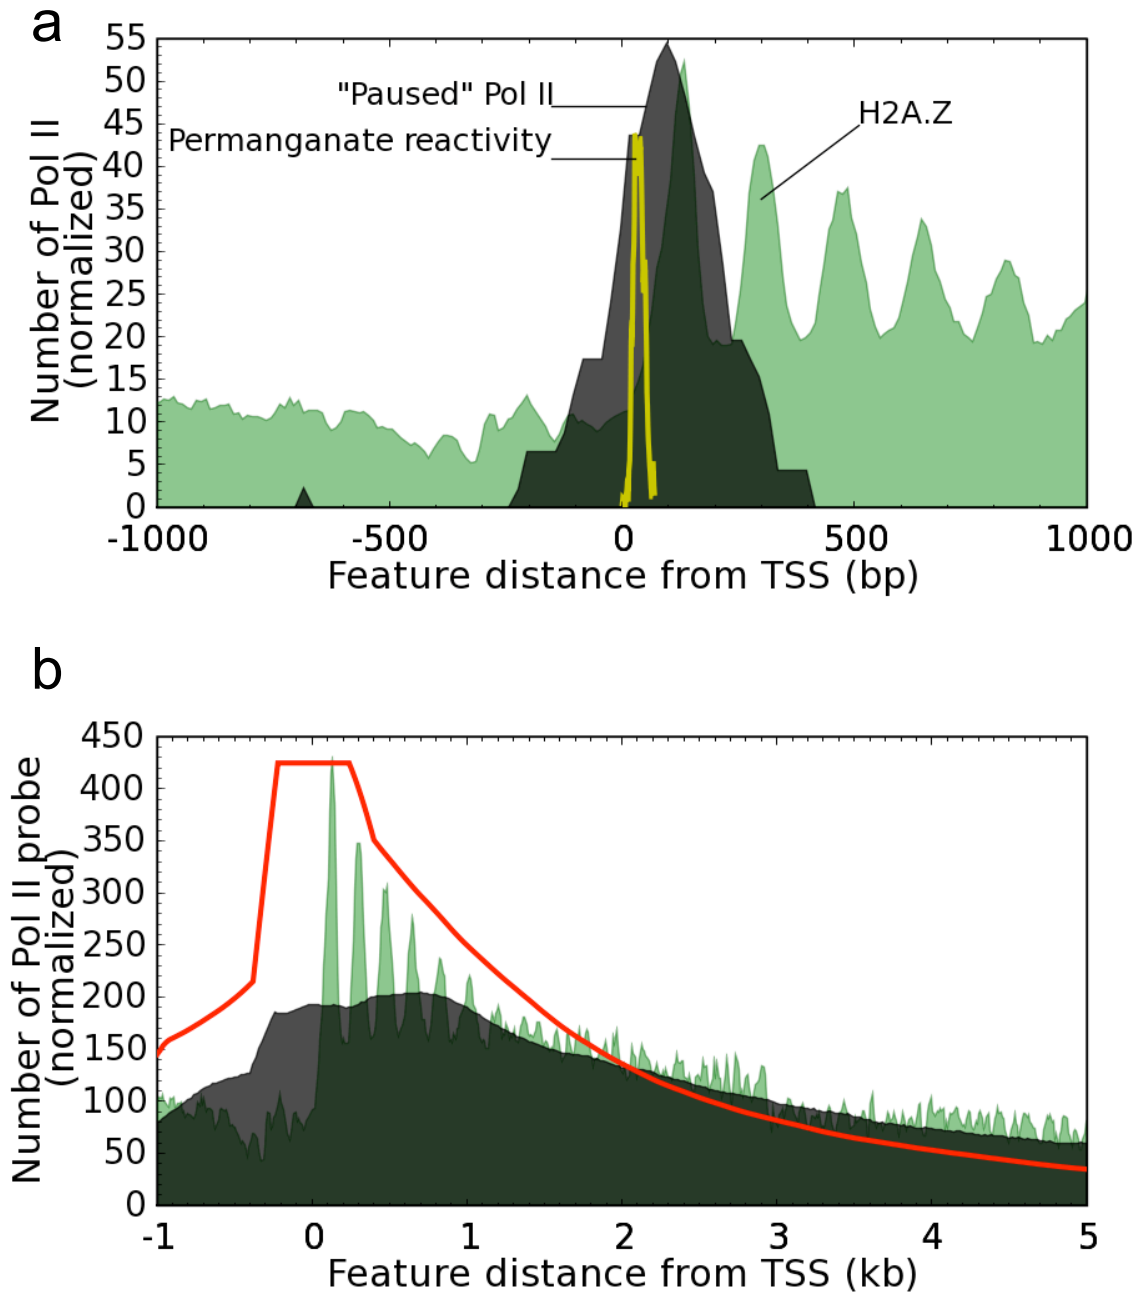 a
55
50
45
40
35
30
25
20
15
10
5
0
Number of Pol II
(normalized)
"Paused" Pol II
Permanganate reactivity
H2A.Z
-1000 -500 0 500 1000
Feature distance from TSS (bp)
b
450
400
350
300
250
200
150
100
50
0
Number of Pol II probe
(normalized)
-1 0 1 2 3 4 5
Feature distance from TSS (kb)